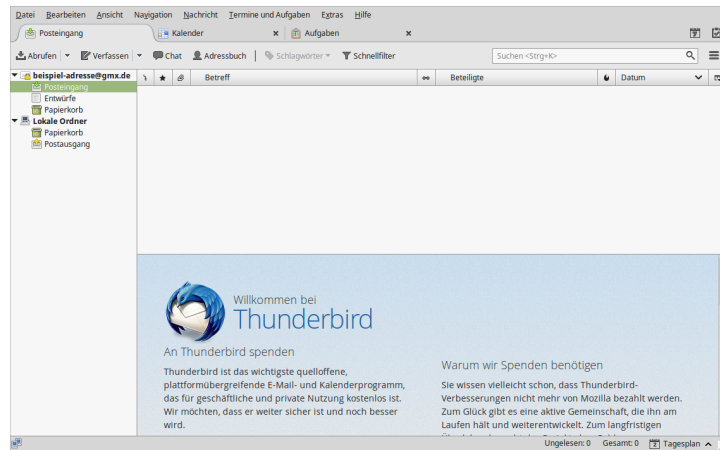 Datei Bearbeiten Ansicht Navigation Nachricht Termine und Aufgaben Extras Hilfe
Posteingang Kalender Aufgaben
Abrufen Verfassen Chat Adressbuch Schlagwörter Schnellfilter Suchen <Strg+K>
beispiel-adresse@gmx.de Betreff Beteiligte Datum
Posteingang
Entwürfe
Papierkorb
Lokale Ordner
Papierkorb
Postausgang
Willkommen bei
Thunderbird
An Thunderbird spenden
Thunderbird ist das wichtigste quelloffene,
plattformübergreifende E-Mail- und Kalenderprogramm,
das für geschäftliche und private Nutzung kostenlos ist.
Wir möchten, dass er weiter sicher ist und noch besser
wird.
Warum wir Spenden benötigen
Sie wissen vielleicht schon, dass Thunderbird-
Verbesserungen nicht mehr von Mozilla bezahlt werden.
Zum Glück gibt es eine aktive Gemeinschaft, die ihn am
Laufen hält und weiterentwickelt. Zum langfristigen
Ungelesen: 0 Gesamt: 0 Tagesplan